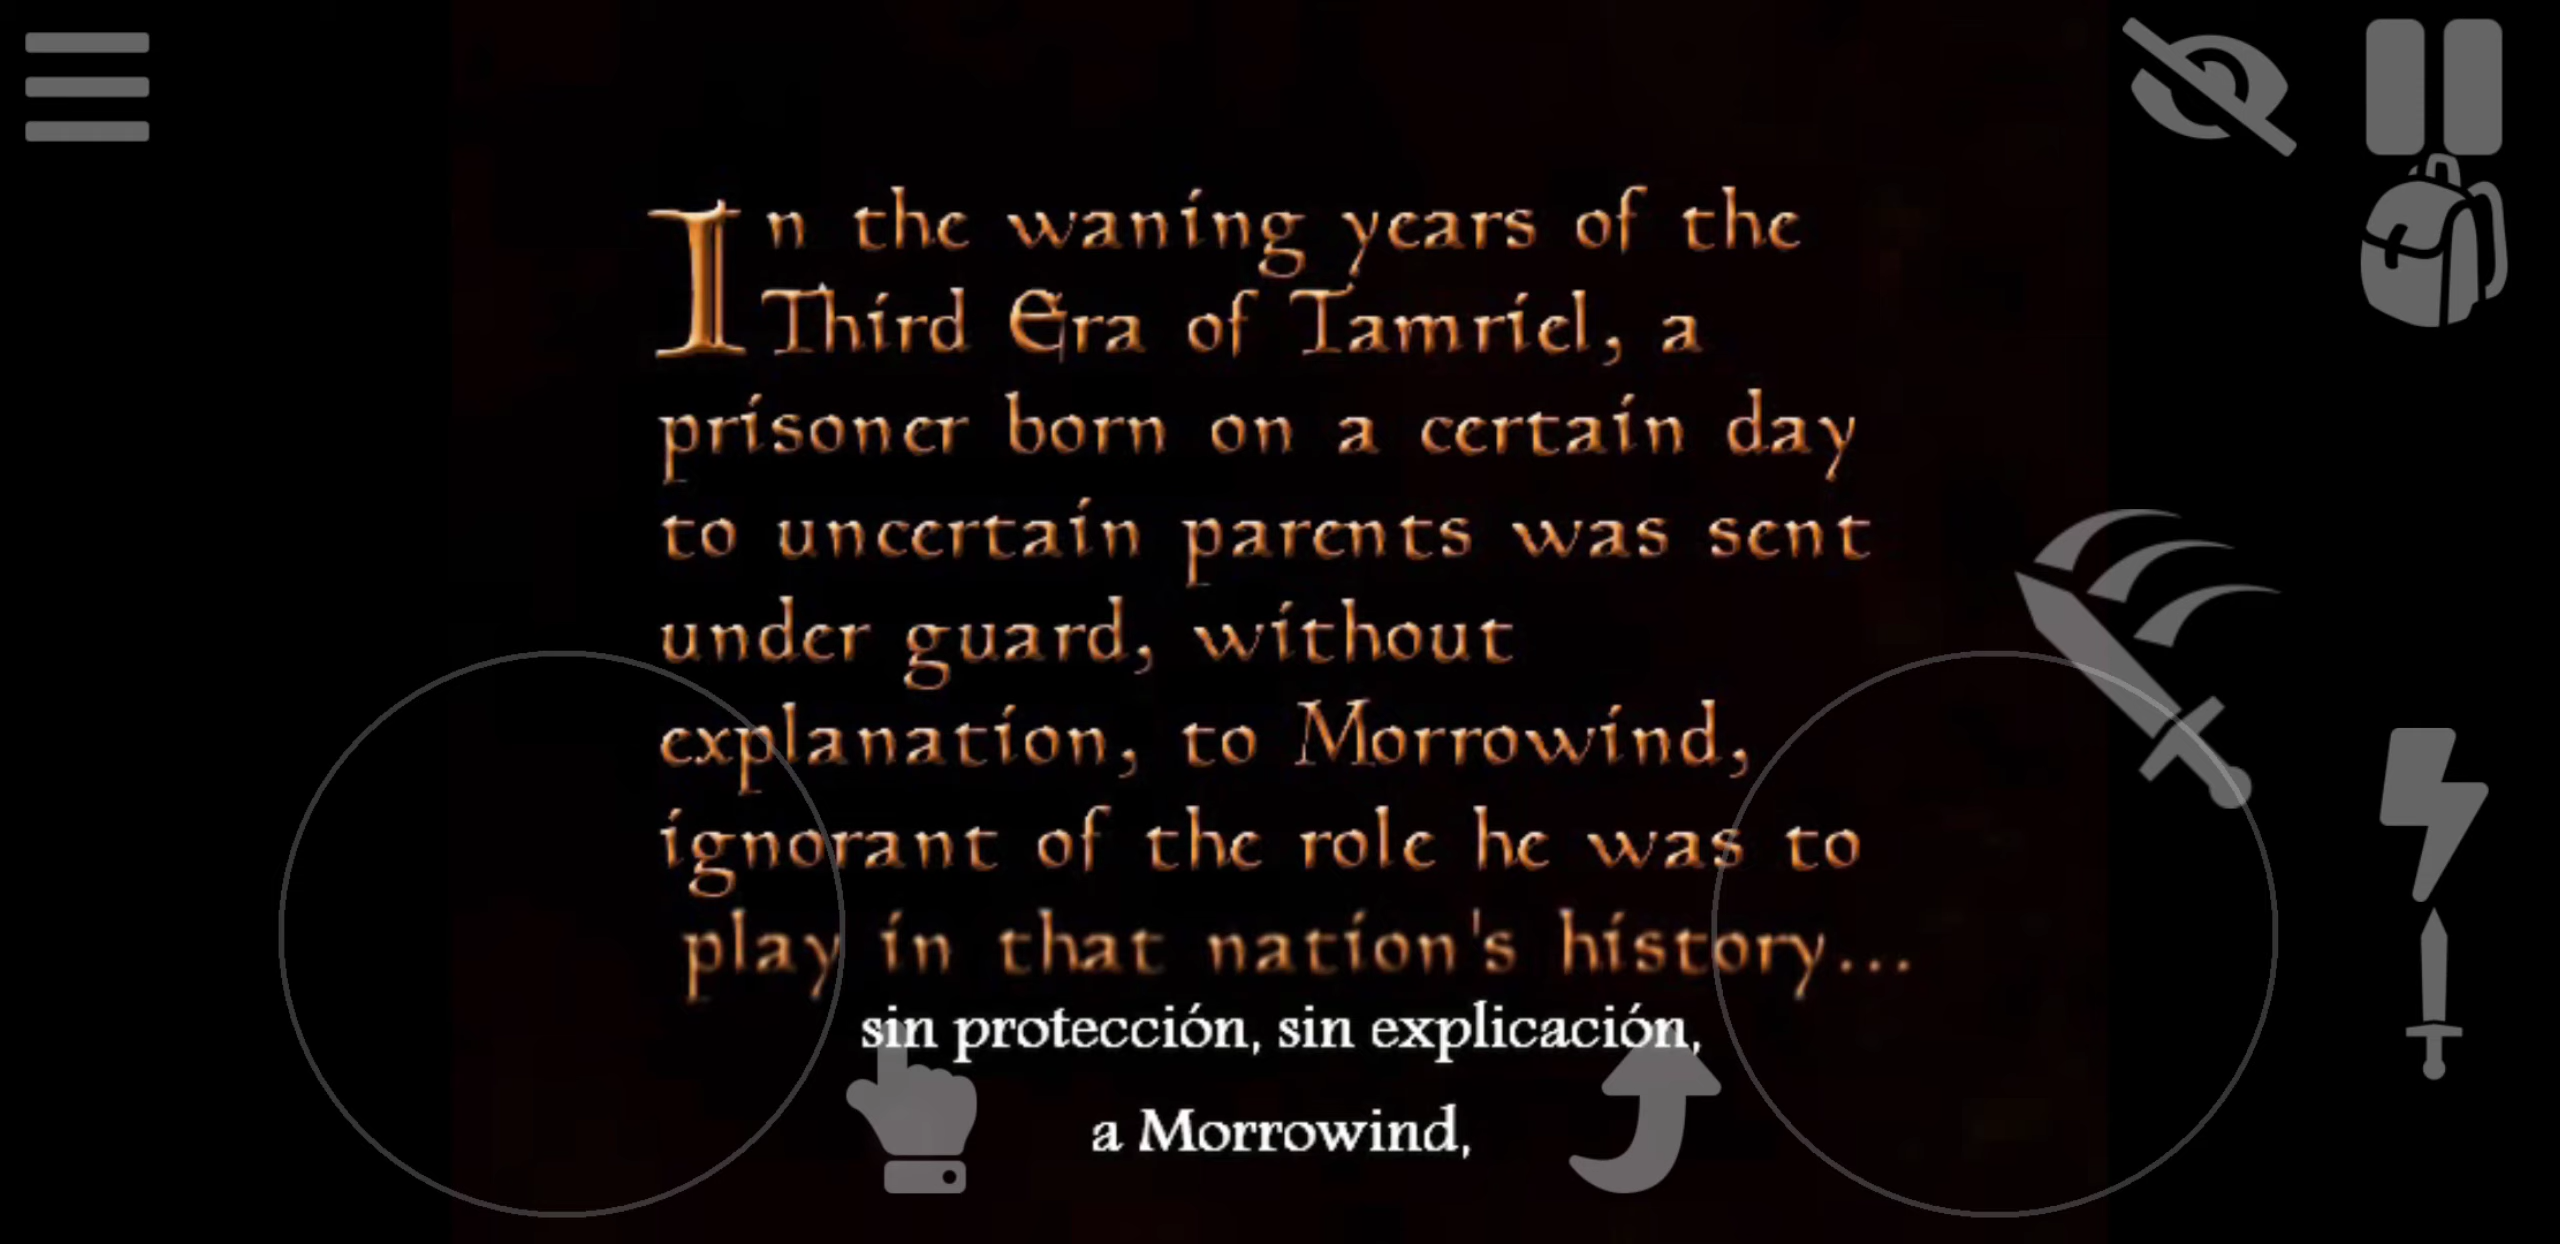 In the waning years of the
Third Era of Tamriel, a
prisoner born on a certain day
to uncertain parents was sent
under guard, without
explanation, to Morrowind,
ignorant of the role he was to
play in that nation's history...
sin protección, sin explicación,
a Morrowind,